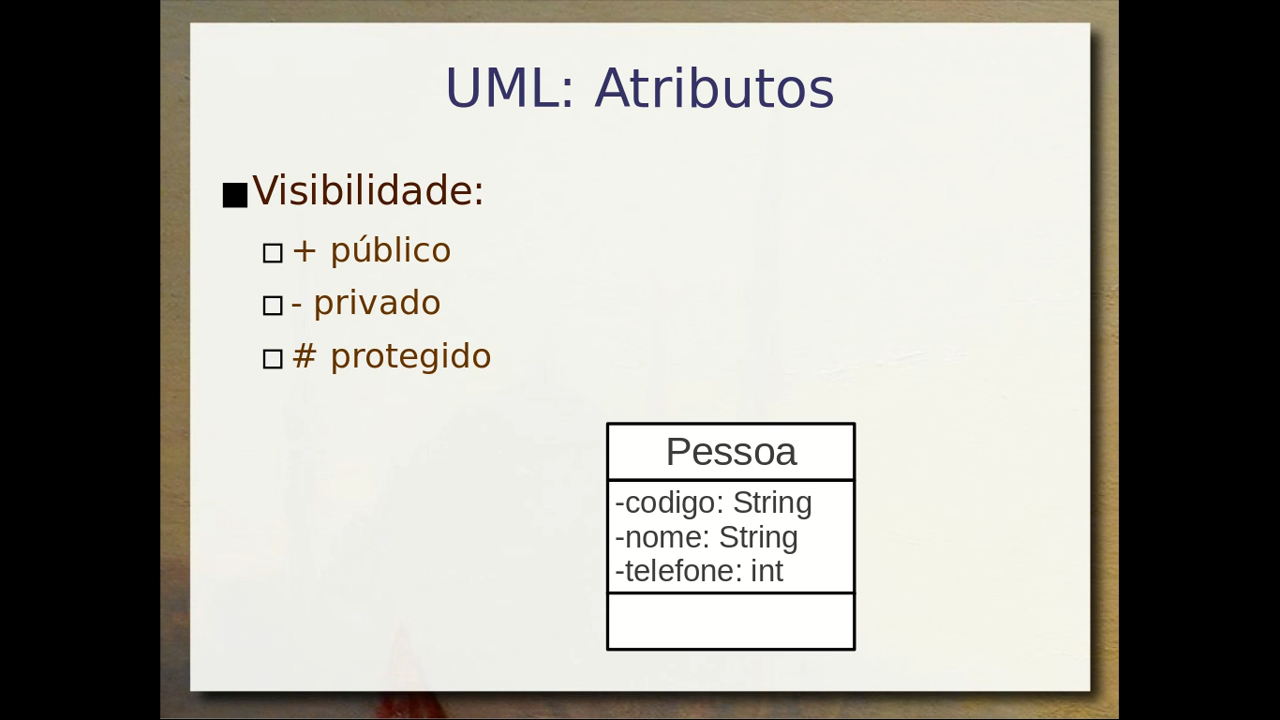 UML: Atributos
Visibilidade:
+ público
- privado
# protegido
Pessoa
-codigo: String
-nome: String
-telefone: int